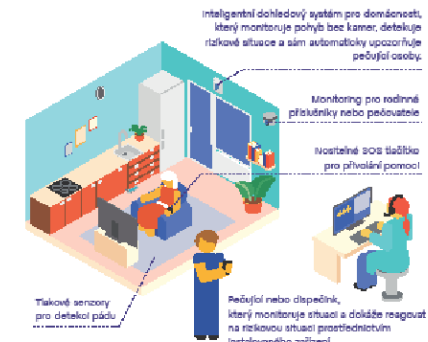 Inteligentní dohledový systém pro domácnosti,
který monitoruje pohyb bez kamer, detekuje
rizikové situace a sám automaticky upozorňuje
pečující osoby.
Monitoring pro rodinné
příslušníky nebo pečovatele
Nositelné SOS tlačítko
pro přivolání pomoci
Tlakové senzory
pro detekci pádu
Pečující nebo dispečink,
který monitoruje situaci a dokáže reagovat
na rizikovou situaci prostřednictvím
instalovaného zařízení